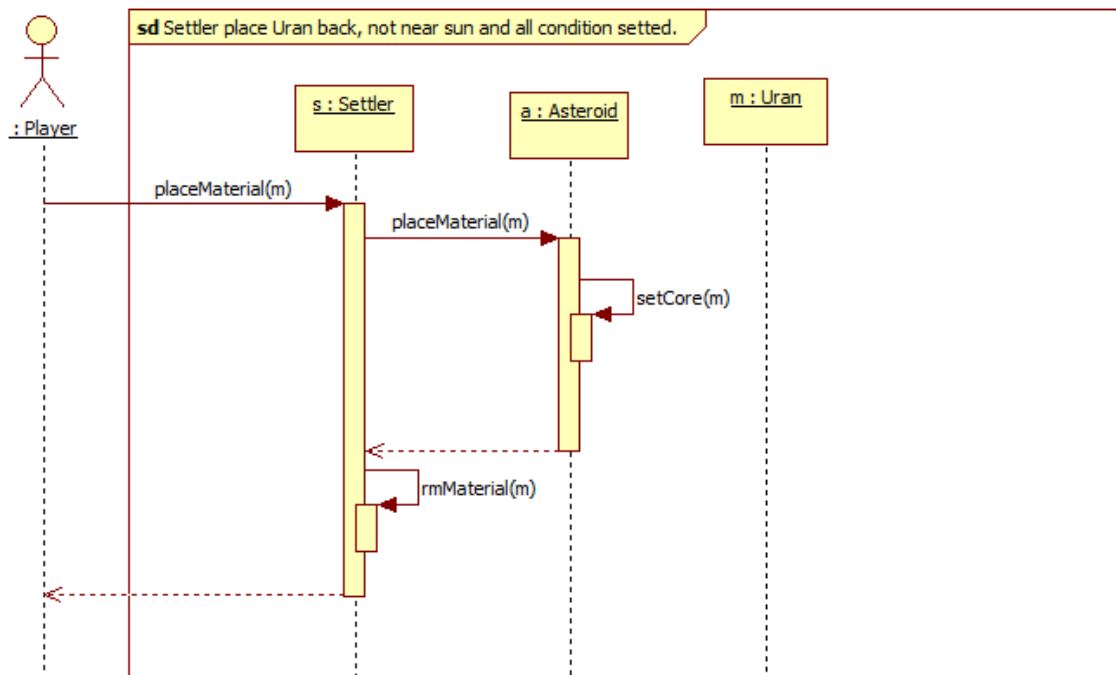 sd Settler place Uran back, not near sun and all condition setted.
: Player
s : Settler
a : Asteroid
m : Uran
placeMaterial(m)
placeMaterial(m)
setCore(m)
rmMaterial(m)